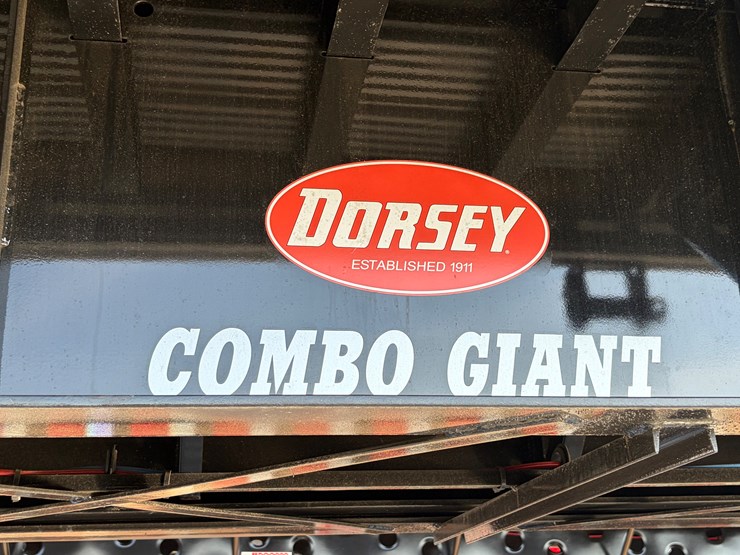 DORSEY
ESTABLISHED 1911
COMBO GIANT